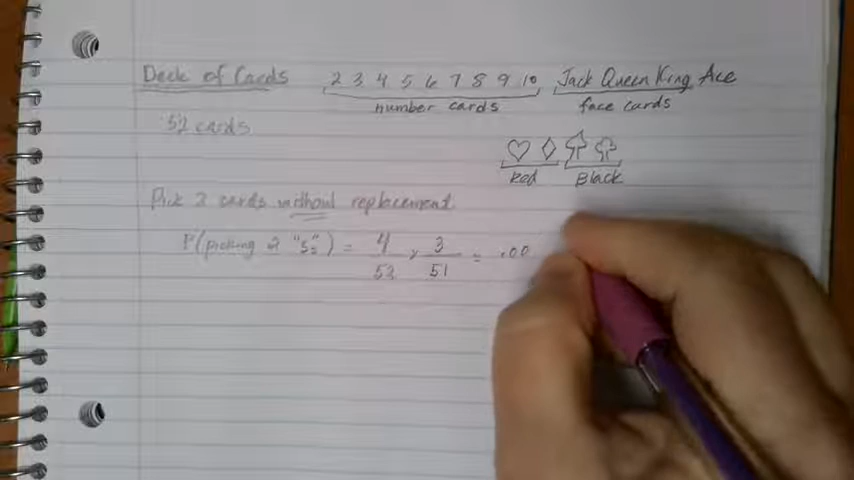 Deck of Cards 2 3 4 5 6 7 8 9 10 Jack Queen King Ace
number cards face cards
52 cards
Red Black
Pick 2 cards without replacement
P(picking 2 "5s") = 4/52 × 3/51 = .00